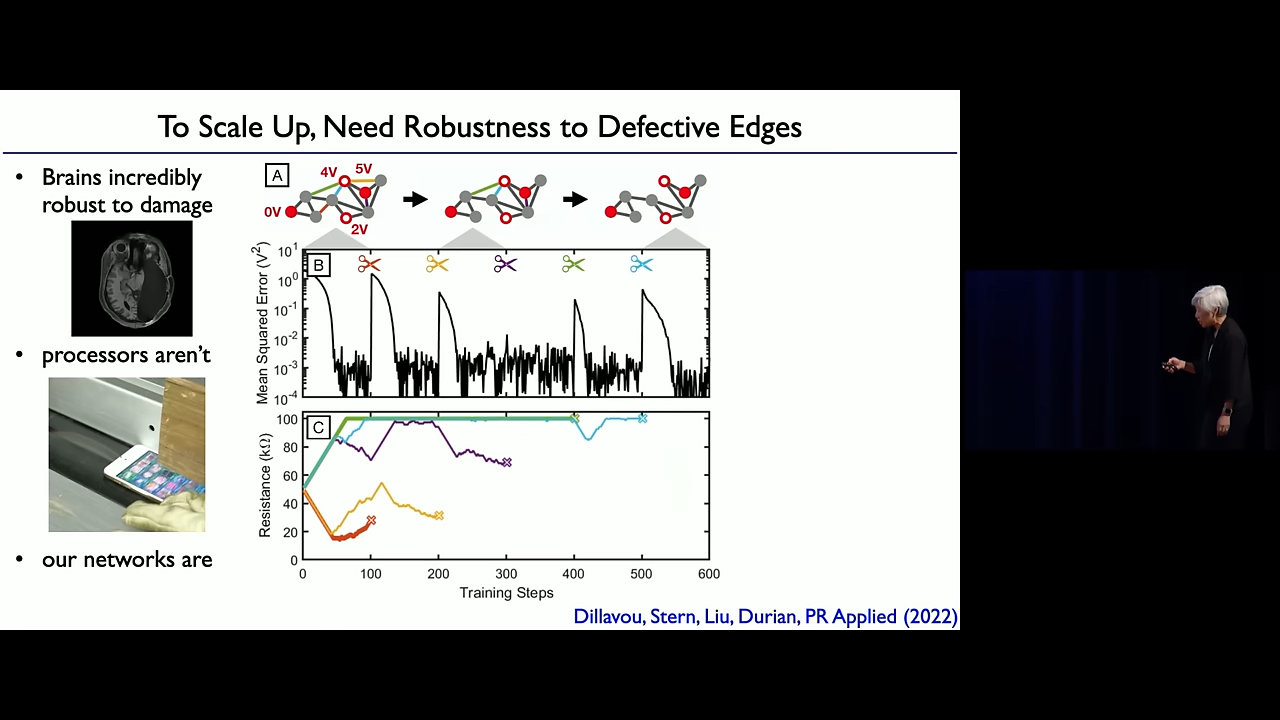 To Scale Up, Need Robustness to Defective Edges
• Brains incredibly
robust to damage
• processors aren't
• our networks are
A
4V
5V
0V
2V
B
Mean Squared Error (V²)
10¹
10⁰
10⁻¹
10⁻²
10⁻³
10⁻⁴
C
Resistance (kΩ)
100
80
60
40
20
0
0 100 200 300 400 500 600
Training Steps
Dillavou, Stern, Liu, Durian, PR Applied (2022)